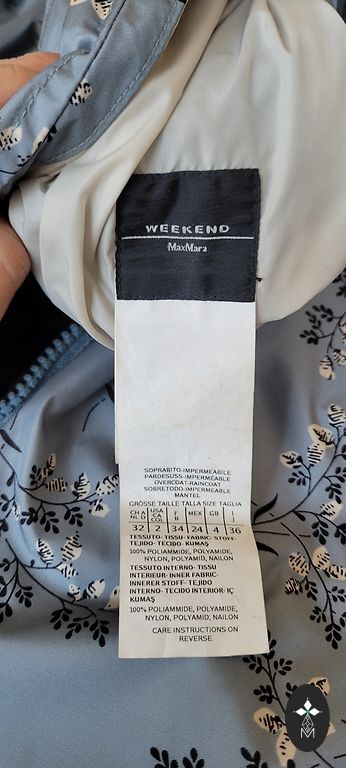 WEEKEND
MaxMara
SOPRABITO-IMPERMEABILE
PARDESSUS-IMPERMEABLE
OVERCOAT-RAINCOAT
SOBRETODO-IMPERMEABLE
MANTEL
GRÖSSE TAILLE TALLA SIZE TAGLIA
CH A USA F MEX GB I
NL D COL B J
32 2 34 24 4 36
TESSUTO-TISSU-FABRIC-STOFF-
TEJIDO-TECIDO-KUMAŞ
100% POLIAMMIDE, POLYAMIDE,
NYLON, POLYAMID, NAILON
TESSUTO INTERNO-TISSU
INTERIEUR-INNER FABRIC-
INNERER STOFF-TEJIDO
INTERNO-TECIDO INTERIOR-IÇ
KUMAŞ
100% POLIAMMIDE, POLYAMIDE,
NYLON, POLYAMID, NAILON
CARE INSTRUCTIONS ON
REVERSE